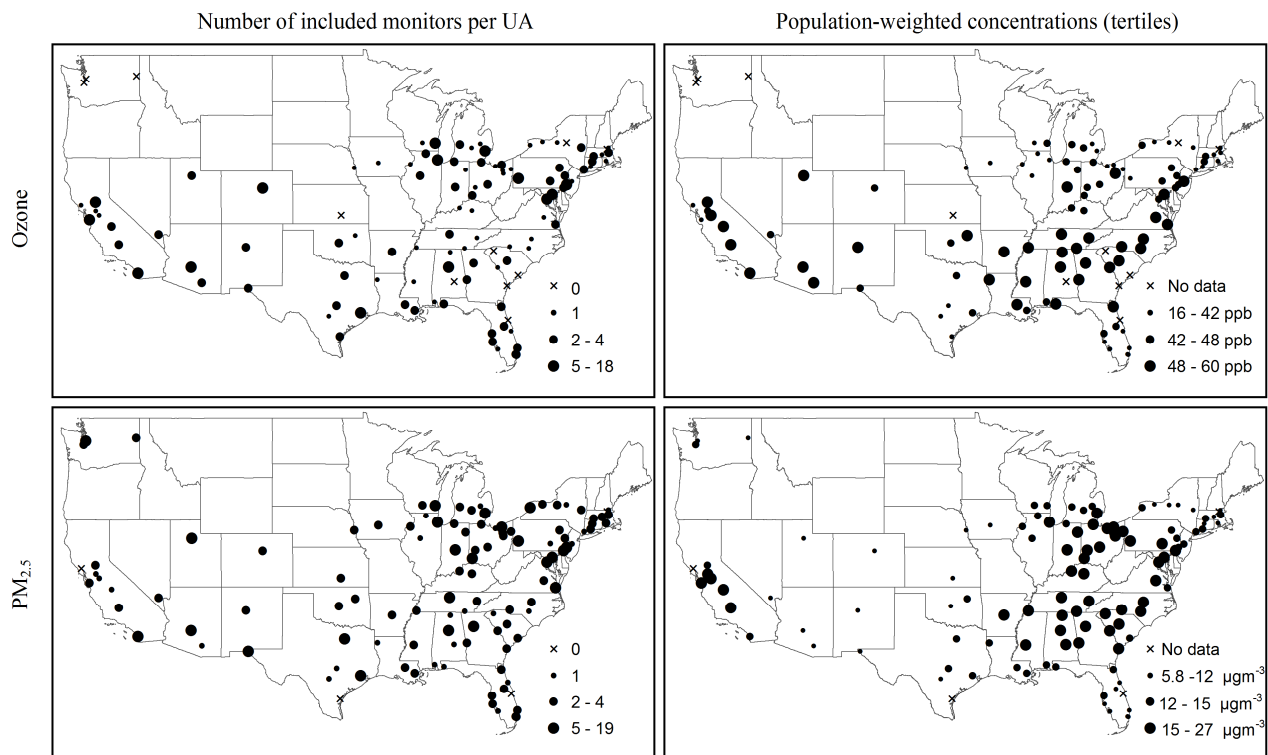 Number of included monitors per UA
Population-weighted concentrations (tertiles)
Ozone
0
1
2 - 4
5 - 18
No data
16 - 42 ppb
42 - 48 ppb
48 - 60 ppb
PM2.5
0
1
2 - 4
5 - 19
No data
5.8 -12 µgm-3
12 - 15 µgm-3
15 - 27 µgm-3